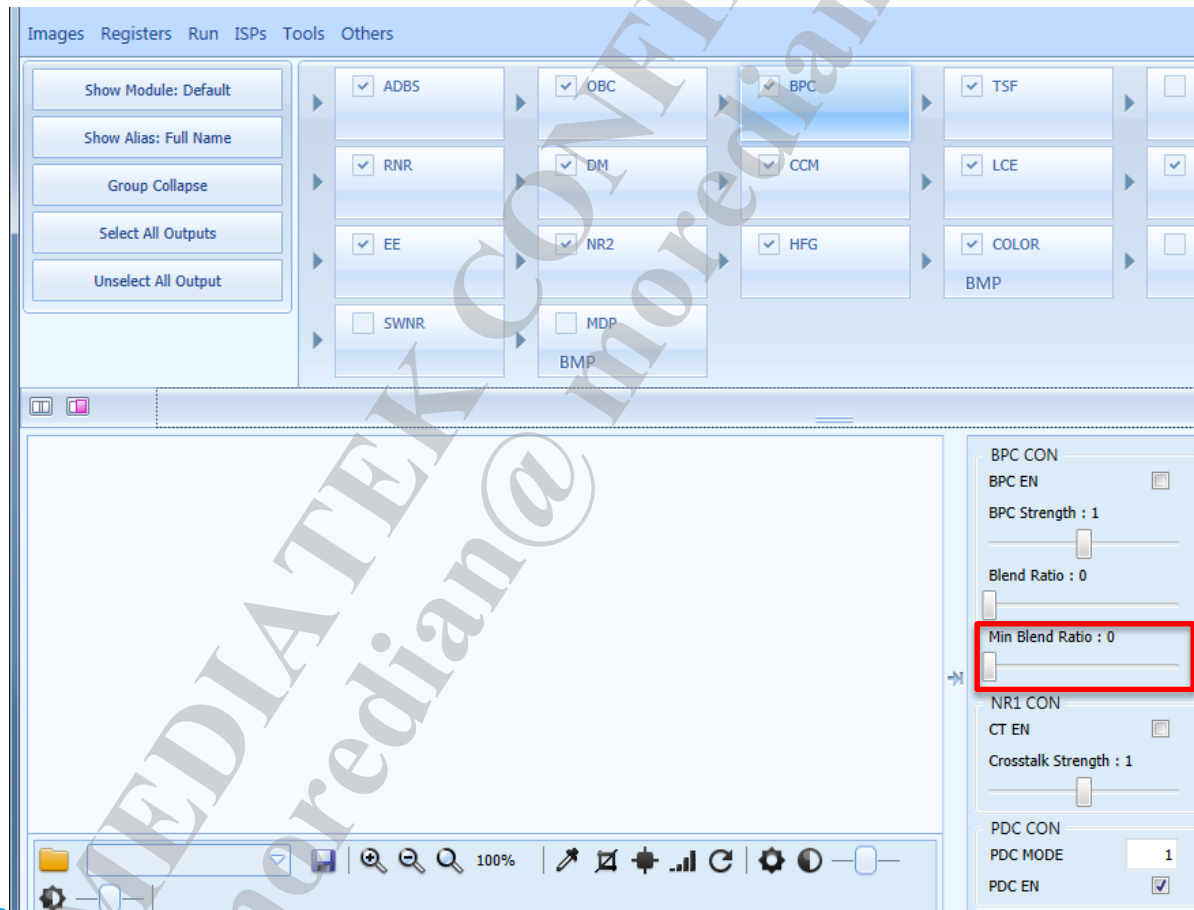 Images Registers Run ISPs Tools Others
Show Module: Default
Show Alias: Full Name
Group Collapse
Select All Outputs
Unselect All Output
ADBS OBC BPC TSF
RNR DM CCM LCE
EE NR2 HFG COLOR
BMP
SWNR MDP
BMP
BPC CON
BPC EN
BPC Strength : 1
Blend Ratio : 0
Min Blend Ratio : 0
NR1 CON
CT EN
Crosstalk Strength : 1
PDC CON
PDC MODE 1
PDC EN
100%
MEDIATEK CONFI
moredian@
moredian